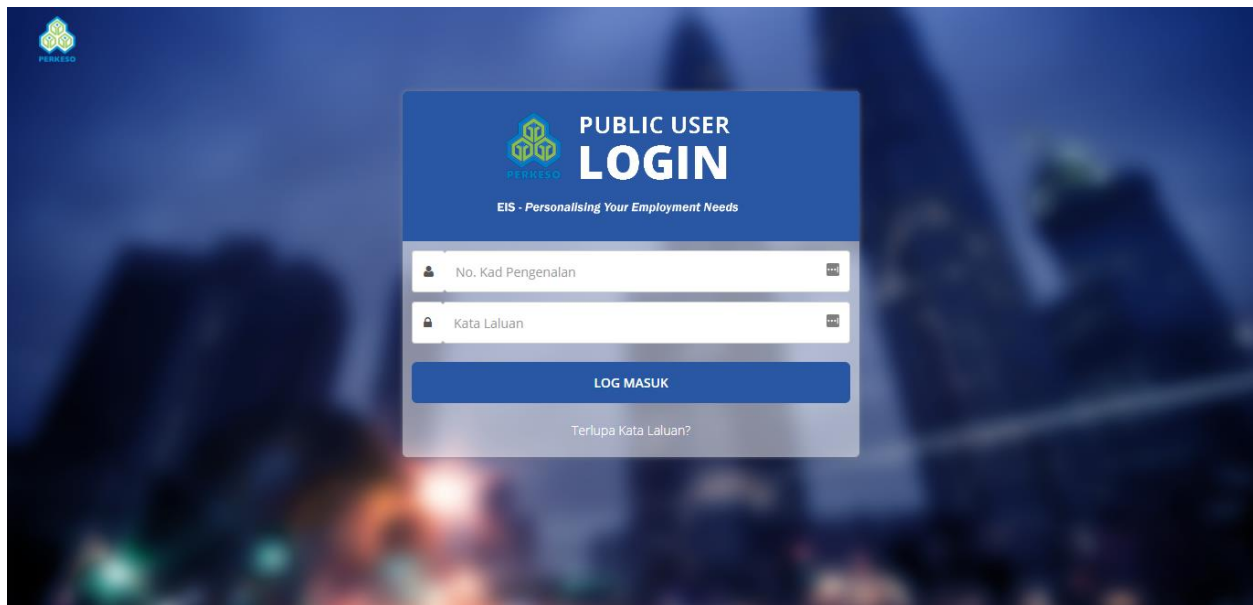 PERKESO
PUBLIC USER
LOGIN
PERKESO
EIS - Personalising Your Employment Needs
No. Kad Pengenalan
Kata Laluan
LOG MASUK
Terlupa Kata Laluan?